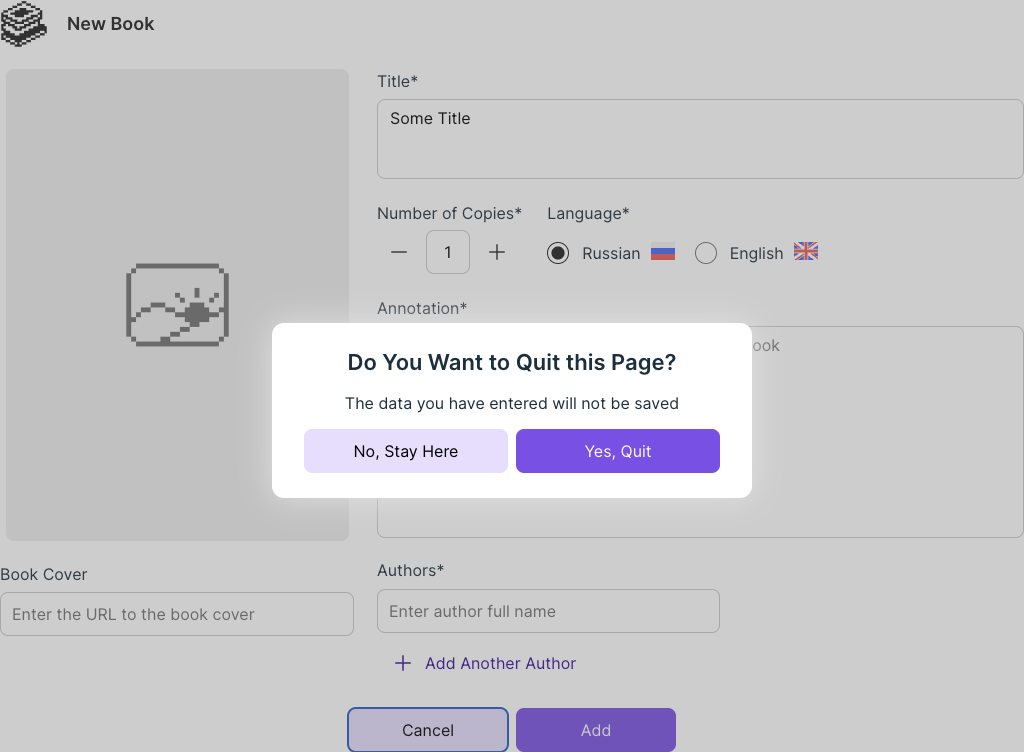 New Book
Title*
Some Title
Number of Copies*
Language*
1
Russian
English
Annotation*
ook
Do You Want to Quit this Page?
The data you have entered will not be saved
No, Stay Here
Yes, Quit
Book Cover
Enter the URL to the book cover
Authors*
Enter author full name
Add Another Author
Cancel
Add